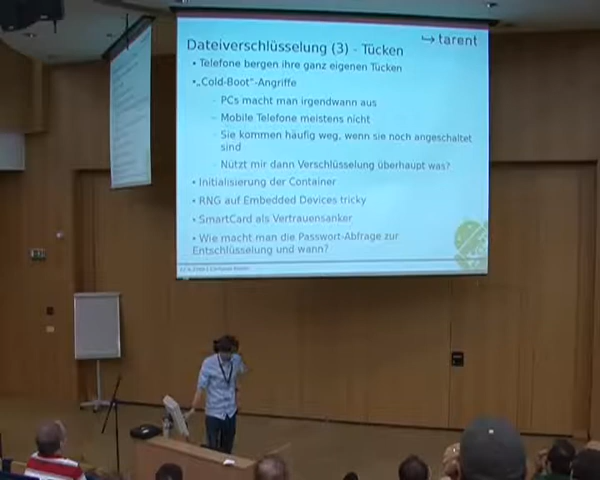 Dateiverschlüsselung (3) - Tücken
tarent
• Telefone bergen ihre ganz eigenen Tücken
• „Cold-Boot"-Angriffe
– PCs macht man irgendwann aus
– Mobile Telefone meistens nicht
– Sie kommen häufig weg, wenn sie noch angeschaltet
sind
– Nützt mir dann Verschlüsselung überhaupt was?
• Initialisierung der Container
• RNG auf Embedded Devices tricky
• SmartCard als Vertrauensanker
• Wie macht man die Passwort-Abfrage zur
Entschlüsselung und wann?